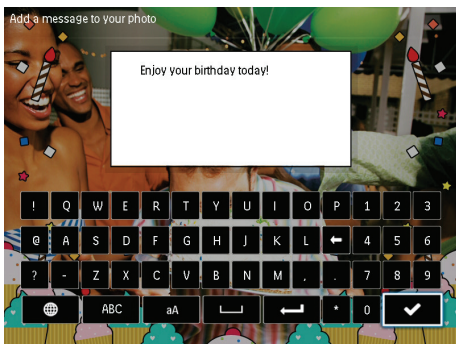 Add a message to your photo
Enjoy your birthday today!
! Q W E R T Y U I O P 1 2 3
@ A S D F G H J K L 4 5 6
? - Z X C V B N M , . 7 8 9
ABC aA * 0